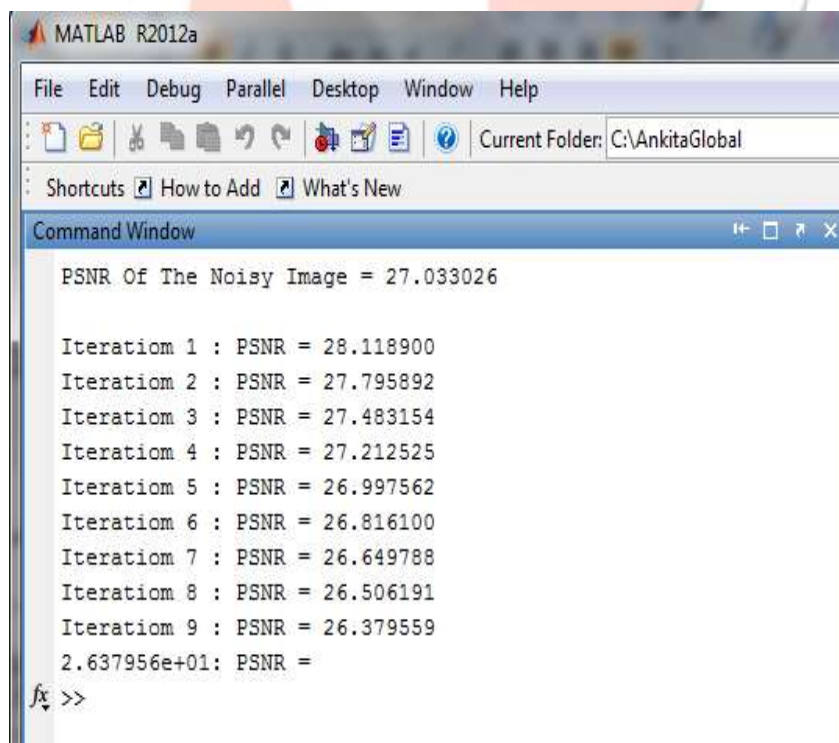 MATLAB R2012a
File Edit Debug Parallel Desktop Window Help
Current Folder: C:\AnkitaGlobal
Shortcuts How to Add What's New
Command Window
PSNR Of The Noisy Image = 27.033026
Iteratiom 1 : PSNR = 28.118900
Iteratiom 2 : PSNR = 27.795892
Iteratiom 3 : PSNR = 27.483154
Iteratiom 4 : PSNR = 27.212525
Iteratiom 5 : PSNR = 26.997562
Iteratiom 6 : PSNR = 26.816100
Iteratiom 7 : PSNR = 26.649788
Iteratiom 8 : PSNR = 26.506191
Iteratiom 9 : PSNR = 26.379559
2.637956e+01: PSNR =
fx >>